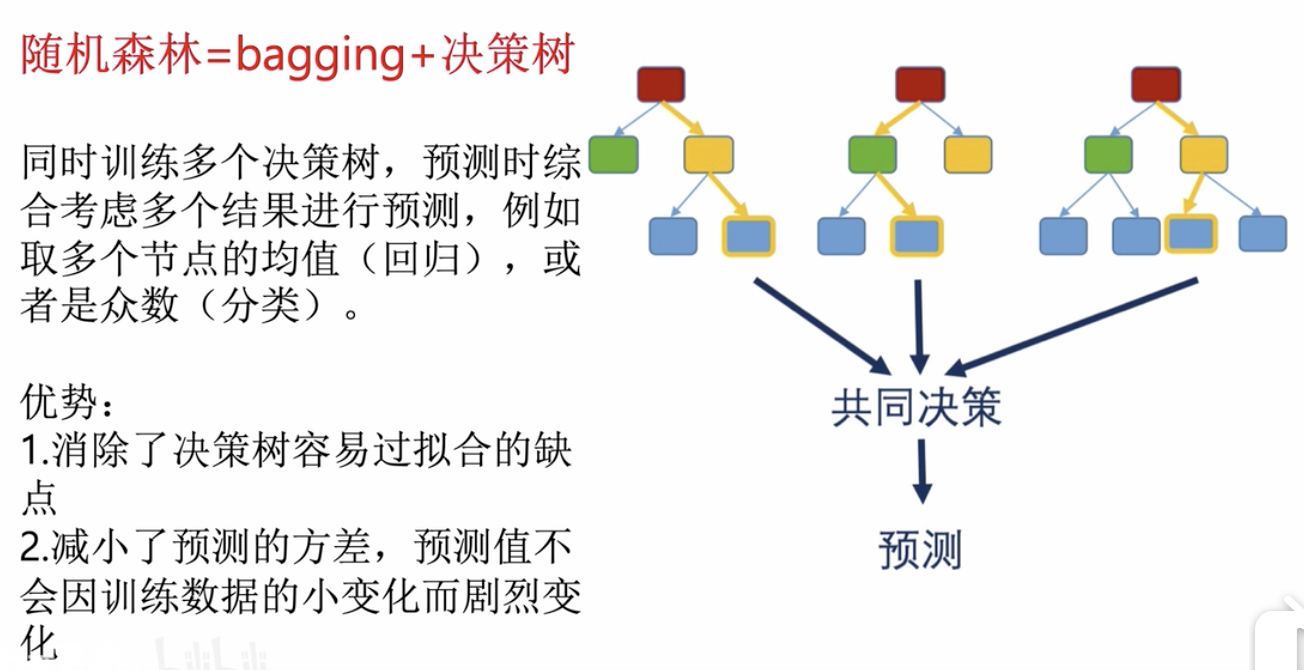 随机森林=bagging+决策树
同时训练多个决策树，预测时综
合考虑多个结果进行预测，例如
取多个节点的均值（回归），或
者是众数（分类）。
优势：
1.消除了决策树容易过拟合的缺
点
2.减小了预测的方差，预测值不
会因训练数据的小变化而剧烈变
化
共同决策
预测